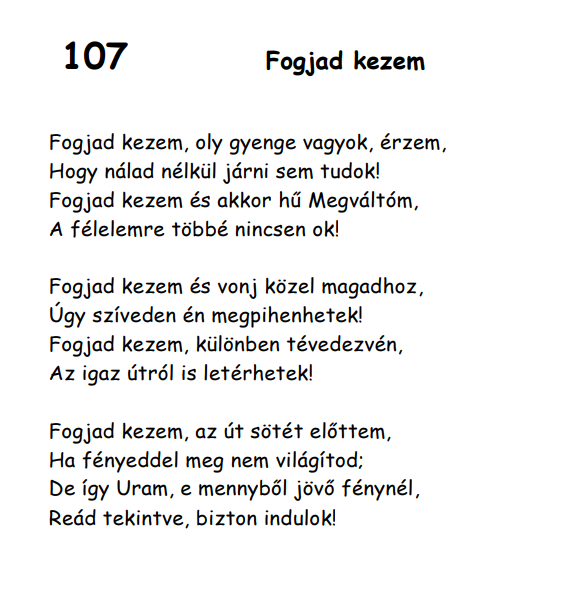 107 Fogjad kezem
Fogjad kezem, oly gyenge vagyok, érzem,
Hogy nálad nélkül járni sem tudok!
Fogjad kezem és akkor hű Megváltóm,
A félelemre többé nincsen ok!
Fogjad kezem és vonj közel magadhoz,
Úgy szíveden én megpihenhetek!
Fogjad kezem, különben tévedezvén,
Az igaz útról is letérhetek!
Fogjad kezem, az út sötét előttem,
Ha fényeddel meg nem világítod;
De így Uram, e mennyből jövő fénynél,
Reád tekintve, bizton indulok!